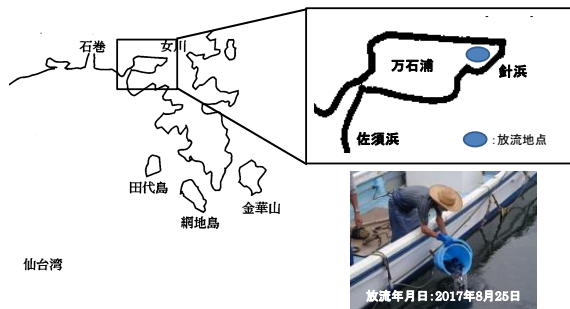 石巻
女川
万石浦
針浜
佐須浜
:放流地点
田代島
網地島
金華山
仙台湾
放流年月日:2017年8月25日